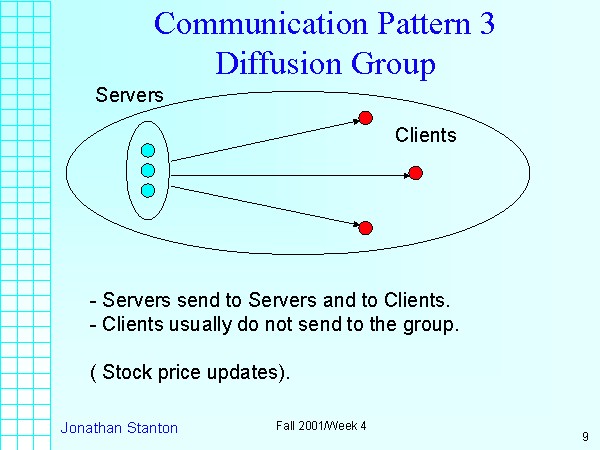 Communication Pattern 3
Diffusion Group
Servers
Clients
- Servers send to Servers and to Clients.
- Clients usually do not send to the group.
( Stock price updates).
Jonathan Stanton
Fall 2001/Week 4
9